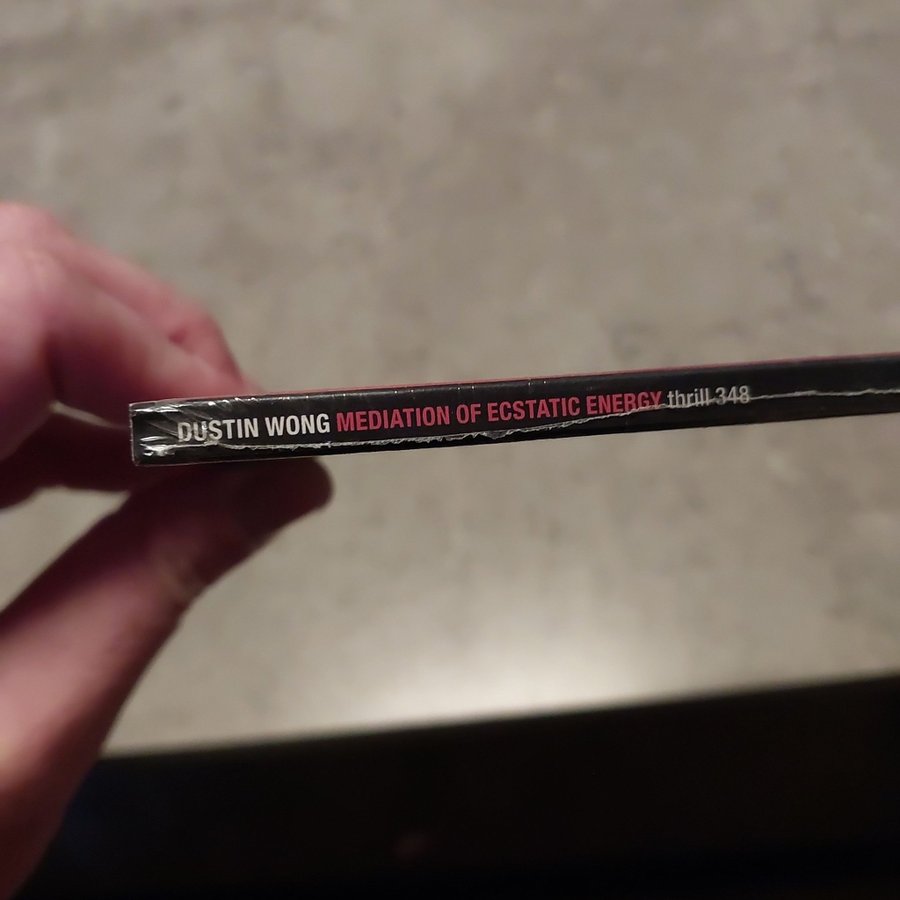 DUSTIN WONG MEDIATION OF ECSTATIC ENERGY thrill 348